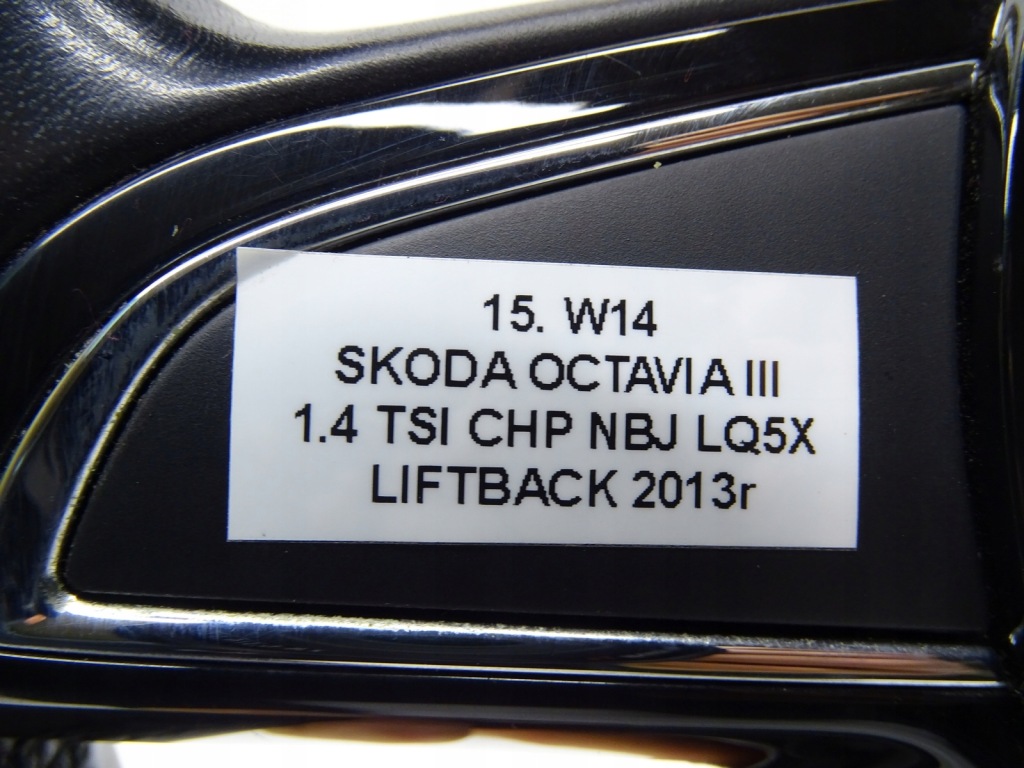 15. W14
SKODA OCTAVIA III
1.4 TSI CHP NBJ LQ5X
LIFTBACK 2013r